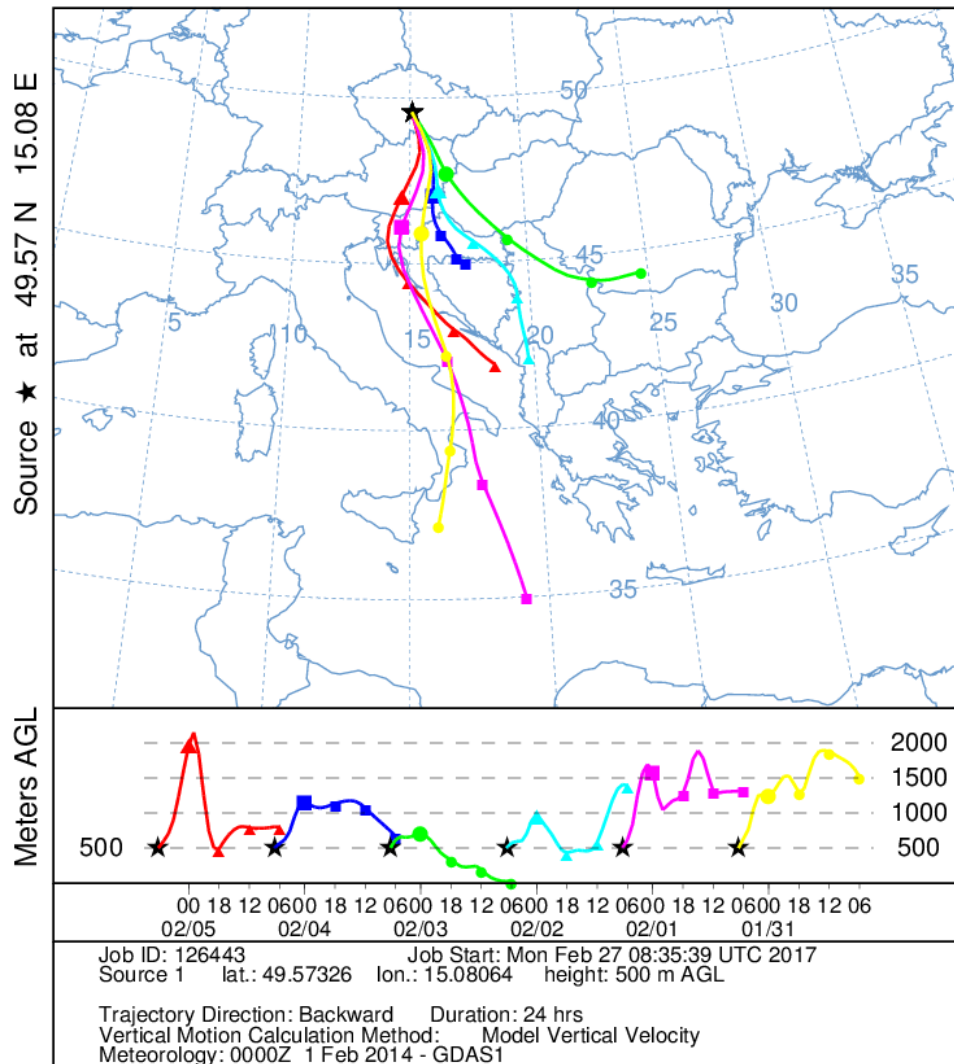 Source ★ at 49.57 N 15.08 E
50
45
35
5
10
15
20
25
30
40
35
Meters AGL
2000
1500
1000
500
500
00 18 12 06 00 18 12 06 00 18 12 06 00 18 12 06 00 18 12 06 00 18 12 06
02/05 02/04 02/03 02/02 02/01 01/31
Job ID: 126443 Job Start: Mon Feb 27 08:35:39 UTC 2017
Source 1 lat.: 49.57326 lon.: 15.08064 height: 500 m AGL
Trajectory Direction: Backward Duration: 24 hrs
Vertical Motion Calculation Method: Model Vertical Velocity
Meteorology: 0000Z 1 Feb 2014 - GDAS1